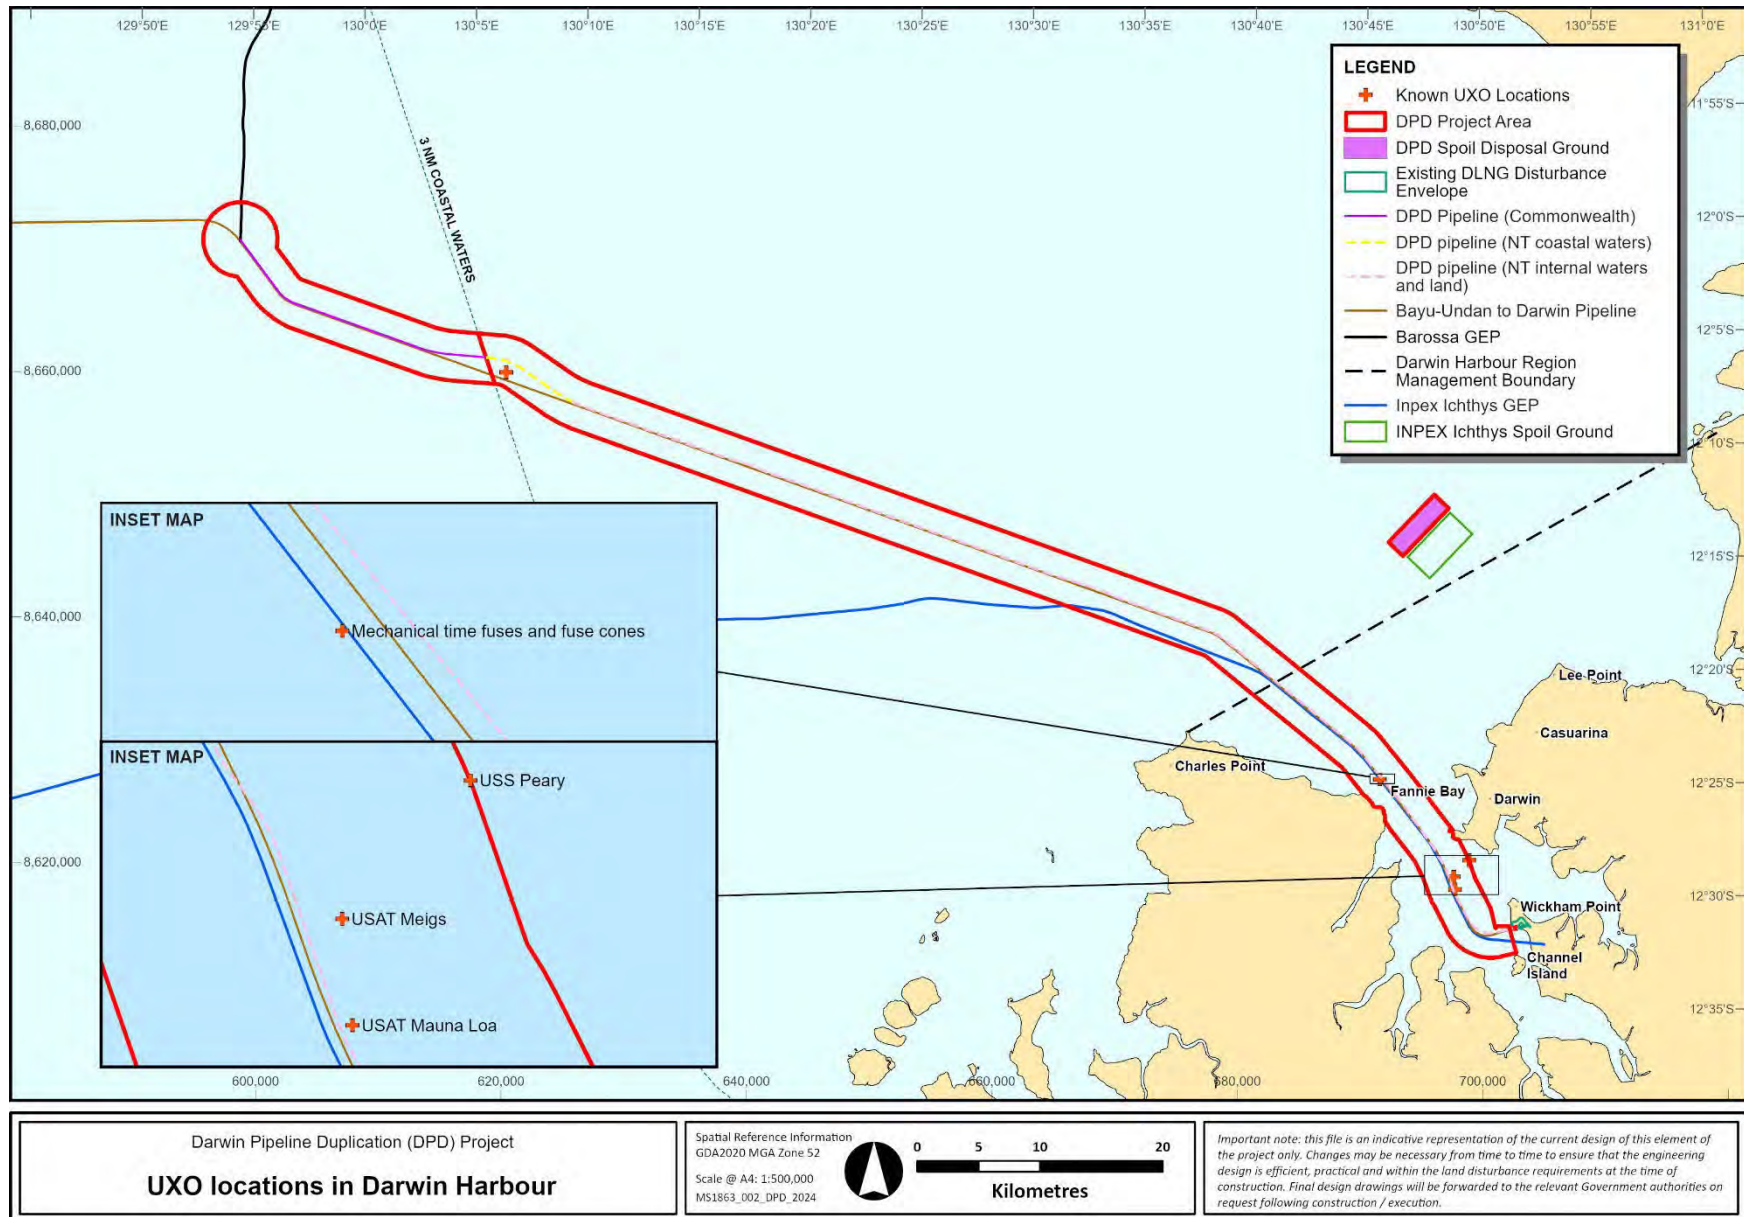 129°50'E 129°55'E 130°0'E 130°5'E 130°10'E 130°15'E 130°20'E 130°25'E 130°30'E 130°35'E 130°40'E 130°45'E 130°50'E 130°55'E 131°0'E
LEGEND
Known UXO Locations
DPD Project Area
DPD Spoil Disposal Ground
Existing DLNG Disturbance
Envelope
DPD Pipeline (Commonwealth)
DPD pipeline (NT coastal waters)
DPD pipeline (NT internal waters
and land)
Bayu-Undan to Darwin Pipeline
Barossa GEP
Darwin Harbour Region
Management Boundary
Inpex Ichthys GEP
INPEX Ichthys Spoil Ground
11°55'S
12°0'S
12°5'S
12°10'S
12°15'S
12°20'S
12°25'S
12°30'S
12°35'S
8,680,000
8,660,000
8,640,000
8,620,000
3 NM COASTAL WATERS
INSET MAP
Mechanical time fuses and fuse cones
INSET MAP
USS Peary
USAT Meigs
USAT Mauna Loa
Lee Point
Casuarina
Charles Point
Fannie Bay
Darwin
Wickham Point
Channel
Island
600,000 620,000 640,000 660,000 680,000 700,000
Darwin Pipeline Duplication (DPD) Project
UXO locations in Darwin Harbour
Spatial Reference Information
GDA2020 MGA Zone 52
Scale @ A4: 1:500,000
MS1863_002_DPD_2024
0 5 10 20
Kilometres
Important note: this file is an indicative representation of the current design of this element of
the project only. Changes may be necessary from time to time to ensure that the engineering
design is efficient, practical and within the land disturbance requirements at the time of
construction. Final design drawings will be forwarded to the relevant Government authorities on
request following construction / execution.